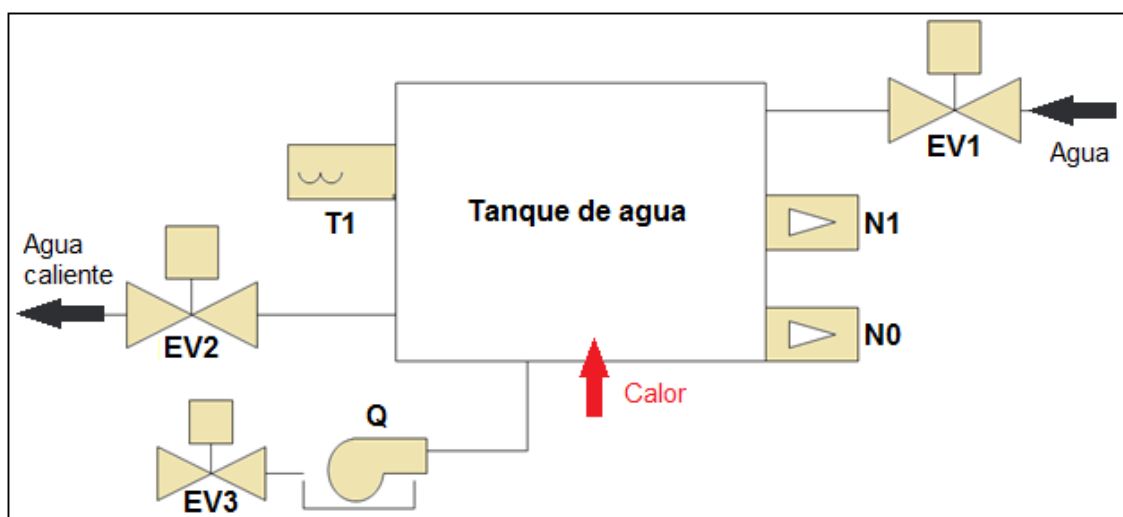 EV1
Agua
T1
Tanque de agua
N1
Agua
caliente
EV2
N0
Calor
Q
EV3